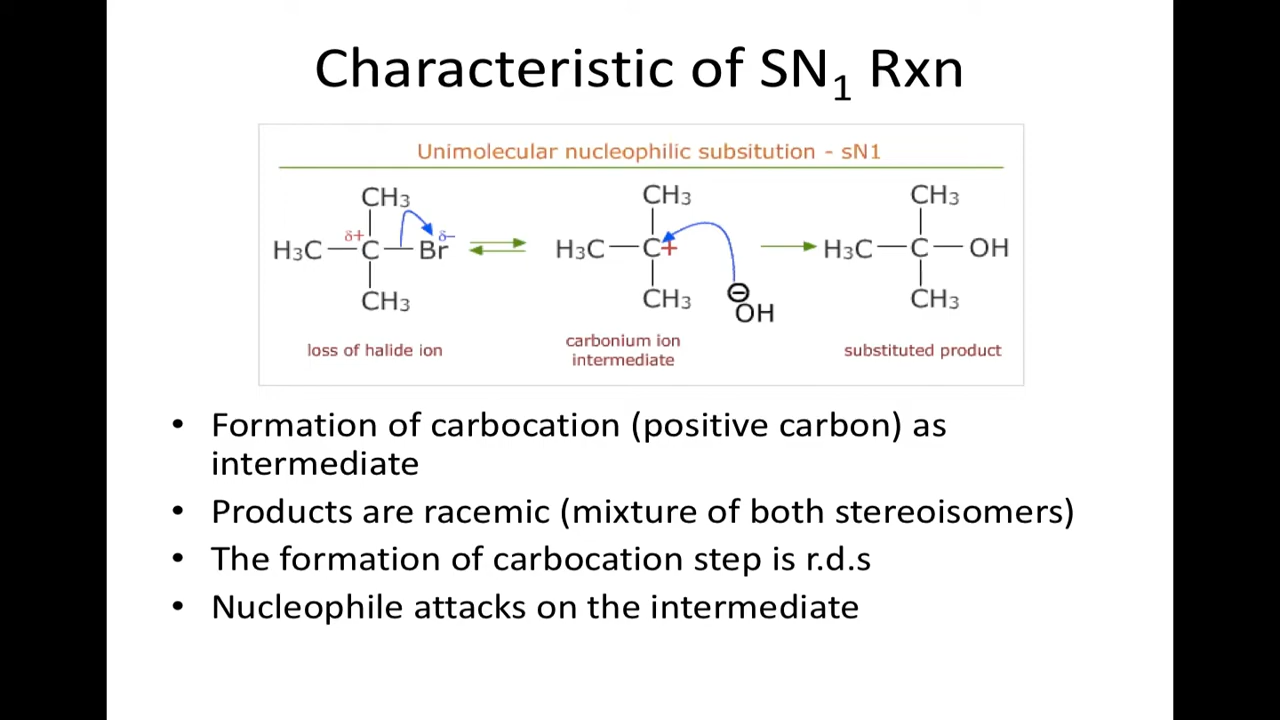 Characteristic of SN₁ Rxn
Unimolecular nucleophilic subsitution - sN1
CH₃ CH₃ CH₃
δ+ δ−
H₃C C Br H₃C C+ H₃C C OH
CH₃ CH₃ CH₃
⊖
OH
loss of halide ion carbonium ion substituted product
intermediate
• Formation of carbocation (positive carbon) as
intermediate
• Products are racemic (mixture of both stereoisomers)
• The formation of carbocation step is r.d.s
• Nucleophile attacks on the intermediate